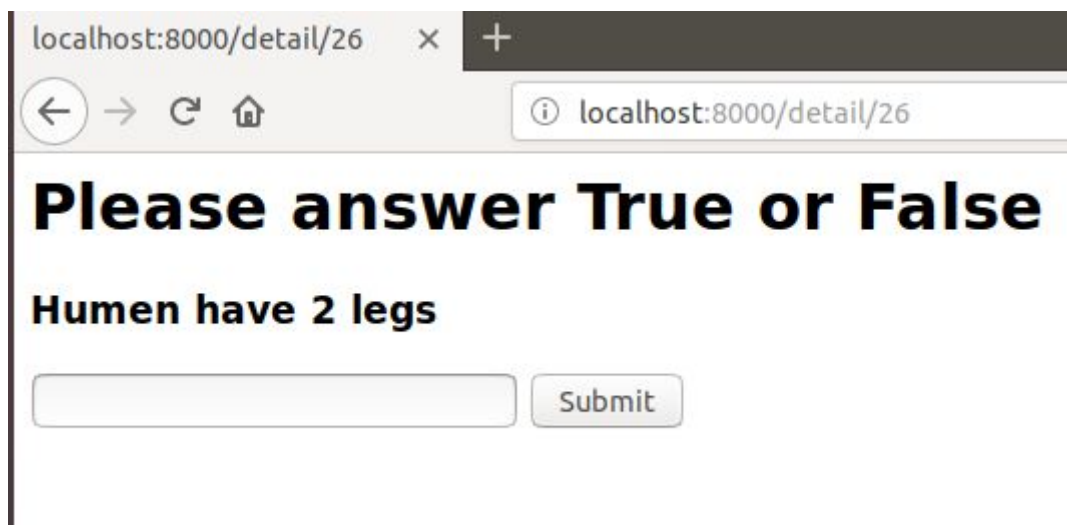 localhost:8000/detail/26
localhost:8000/detail/26
Please answer True or False
Humen have 2 legs
Submit